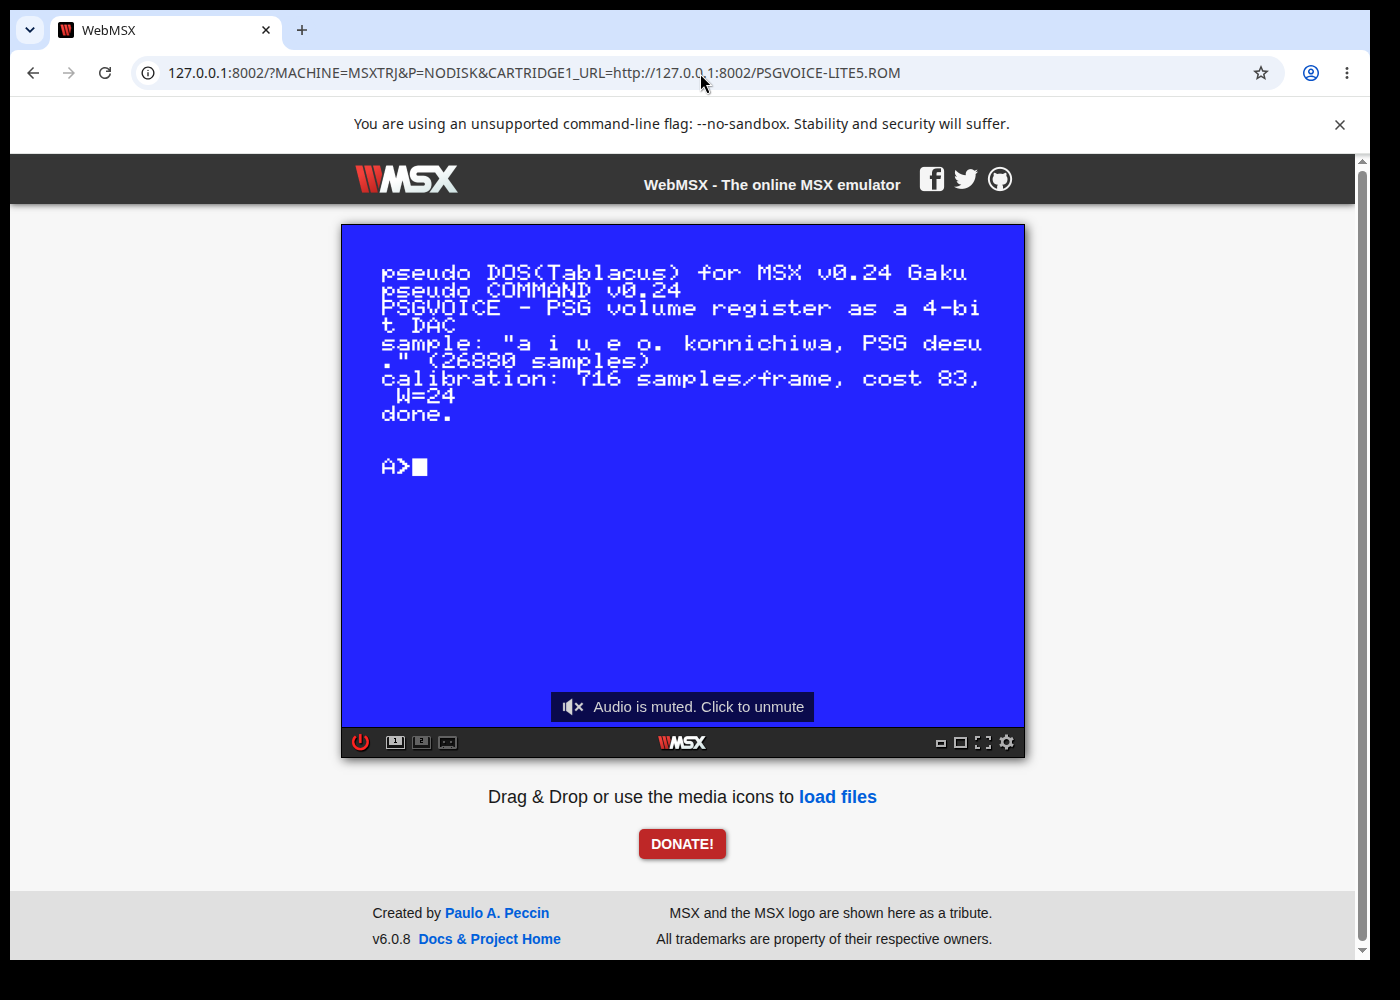 WebMSX
127.0.0.1:8002/?MACHINE=MSXTRJ&P=NODISK&CARTRIDGE1_URL=http://127.0.0.1:8002/PSGVOICE-LITE5.ROM
You are using an unsupported command-line flag: --no-sandbox. Stability and security will suffer.
MSX
WebMSX - The online MSX emulator
pseudo DOS(Tablacus) for MSX v0.24 Gaku
pseudo COMMAND v0.24
PSGVOICE - PSG volume register as a 4-bi
t DAC
sample: "a i u e o. konnichiwa, PSG desu
." (26880 samples)
calibration: 716 samples/frame, cost 83,
W=24
done.
A>
Audio is muted. Click to unmute
1 2
MSX
Drag & Drop or use the media icons to load files
DONATE!
Created by Paulo A. Peccin
MSX and the MSX logo are shown here as a tribute.
v6.0.8 Docs & Project Home
All trademarks are property of their respective owners.